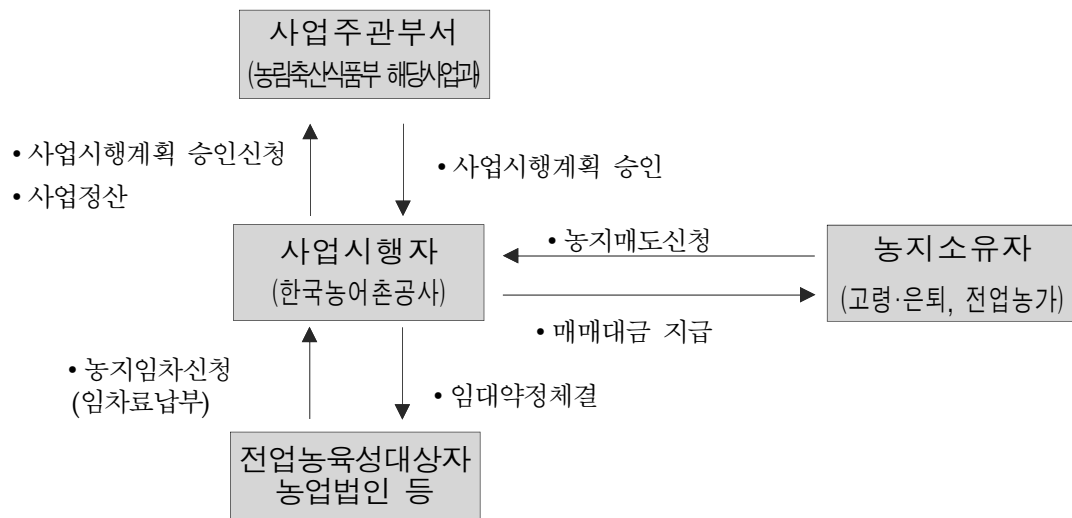 사업주관부서
(농림축산식품부 해당사업과)
• 사업시행계획 승인신청
• 사업정산
• 사업시행계획 승인
사업시행자
(한국농어촌공사)
• 농지매도신청
• 매매대금 지급
농지소유자
(고령·은퇴, 전업농가)
• 농지임차신청
(임차료납부)
• 임대약정체결
전업농육성대상자
농업법인 등